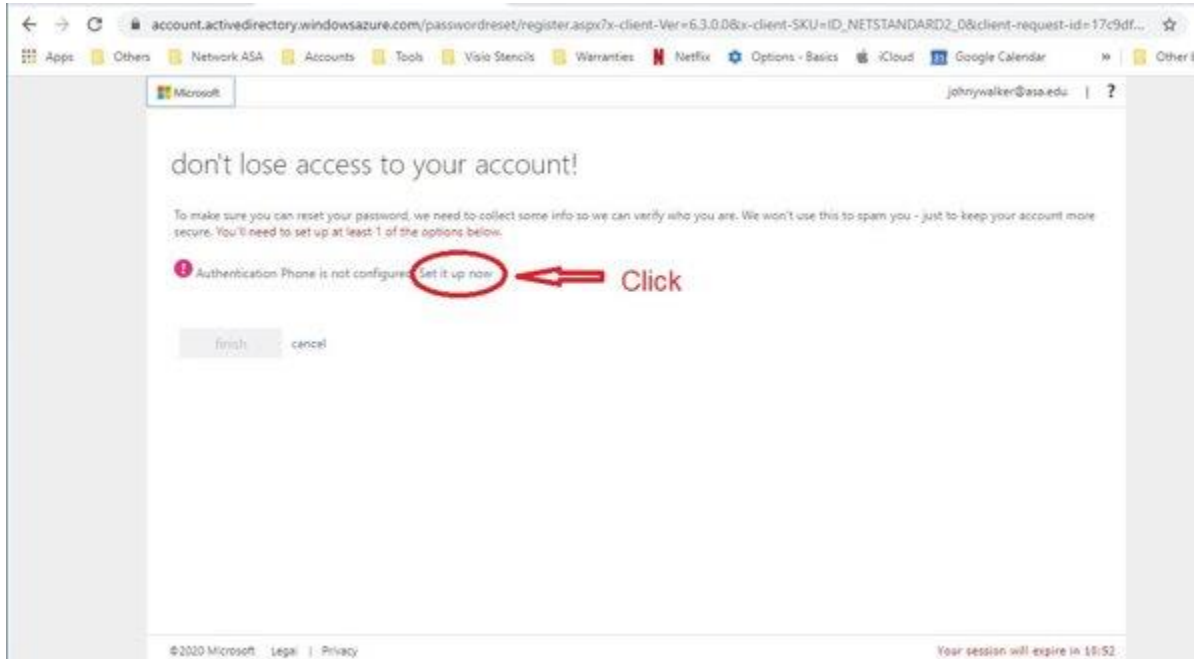 account.activedirectory.windowsazure.com/passwordreset/register.aspx?x-client-Ver=6.3.0.0&x-client-SKU=ID_NETSTANDARD2_0&client-request-id=17c9df...
Apps Others Network ASA Accounts Tools Visio Stencils Warranties Netflix Options - Basics iCloud Google Calendar » Other
Microsoft johnywalker@asa.edu | ?
don't lose access to your account!
To make sure you can reset your password, we need to collect some info so we can verify who you are. We won't use this to spam you - just to keep your account more
secure. You'll need to set up at least 1 of the options below.
! Authentication Phone is not configured. Set it up now
Click
finish cancel
©2020 Microsoft Legal | Privacy Your session will expire in